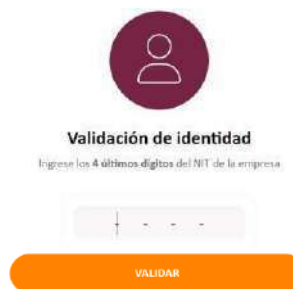 Validación de identidad
Ingrese los 4 últimos dígitos del NIT de la empresa
- - - -
VALIDAR